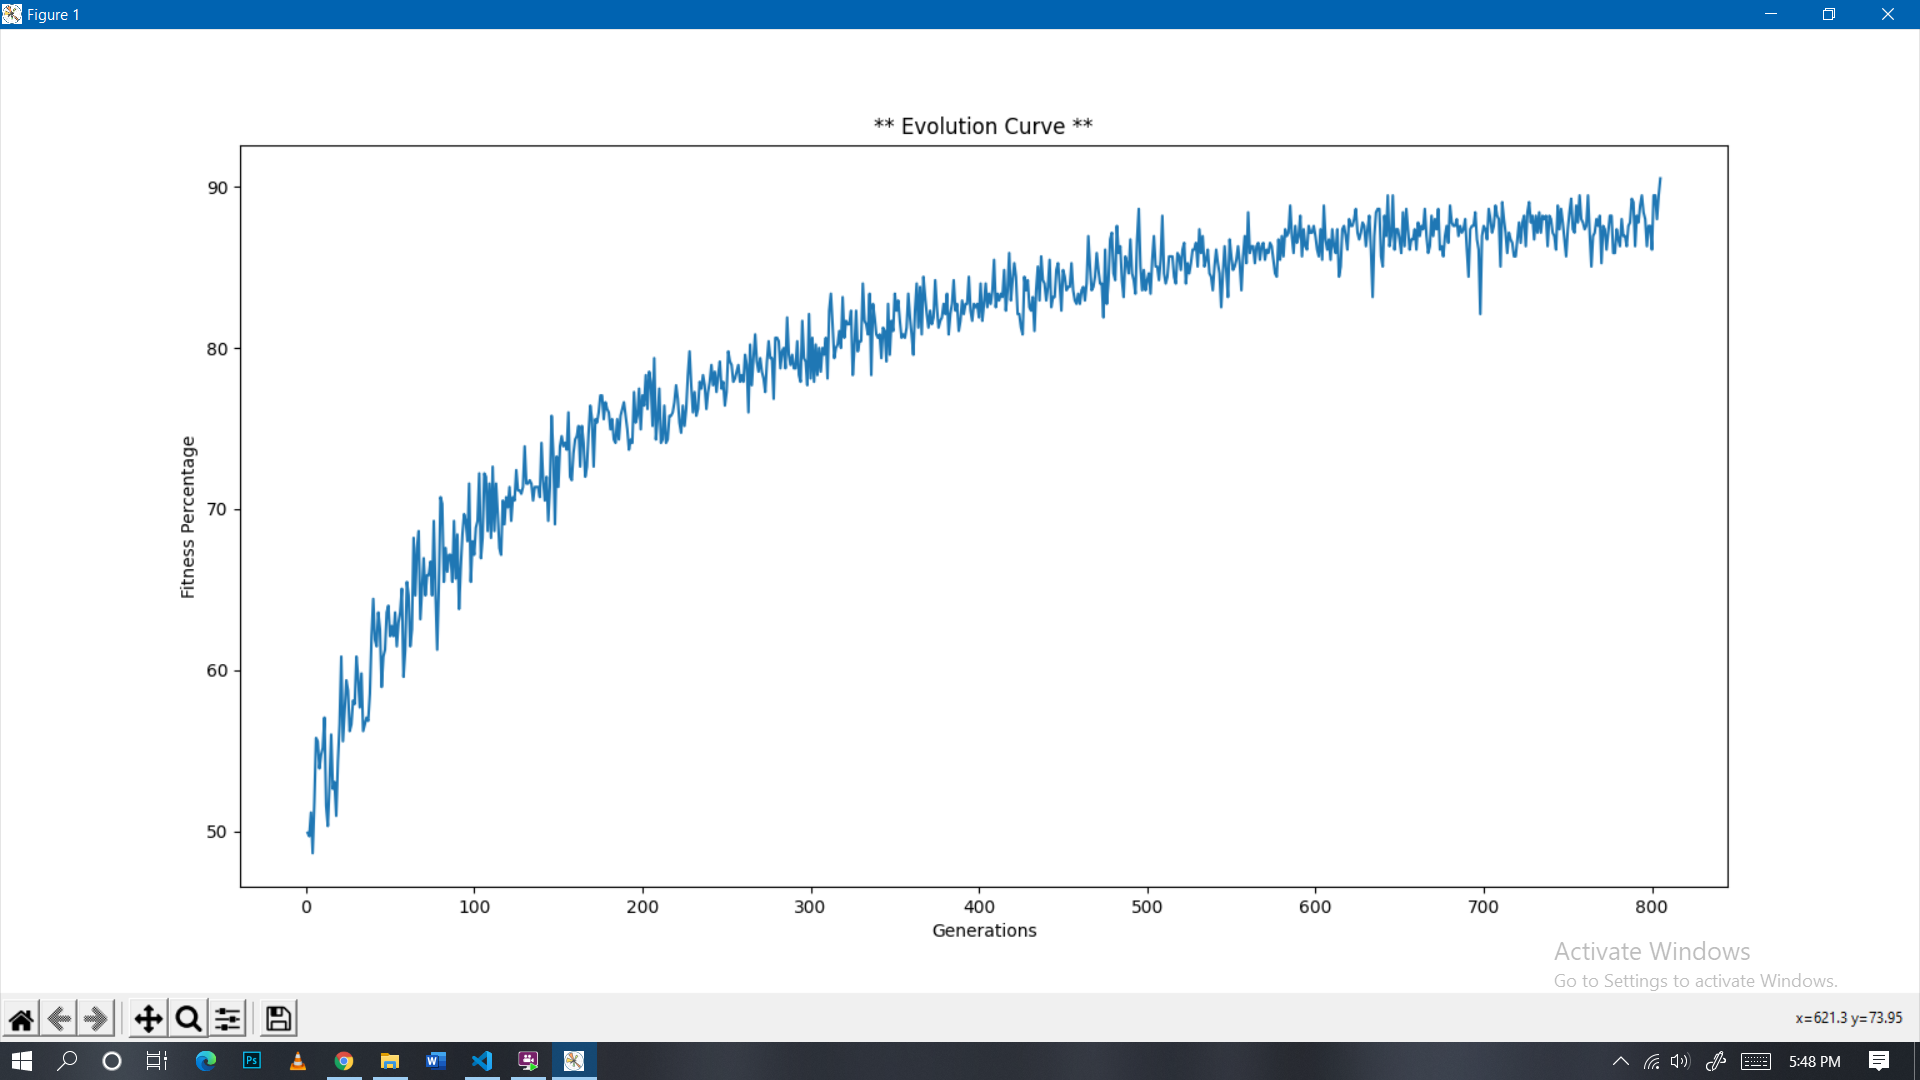 Figure 1
** Evolution Curve **
90
80
70
60
50
Fitness Percentage
0 100 200 300 400 500 600 700 800
Generations
Activate Windows
Go to Settings to activate Windows.
x=621.3 y=73.95
Ps
W
5:48 PM